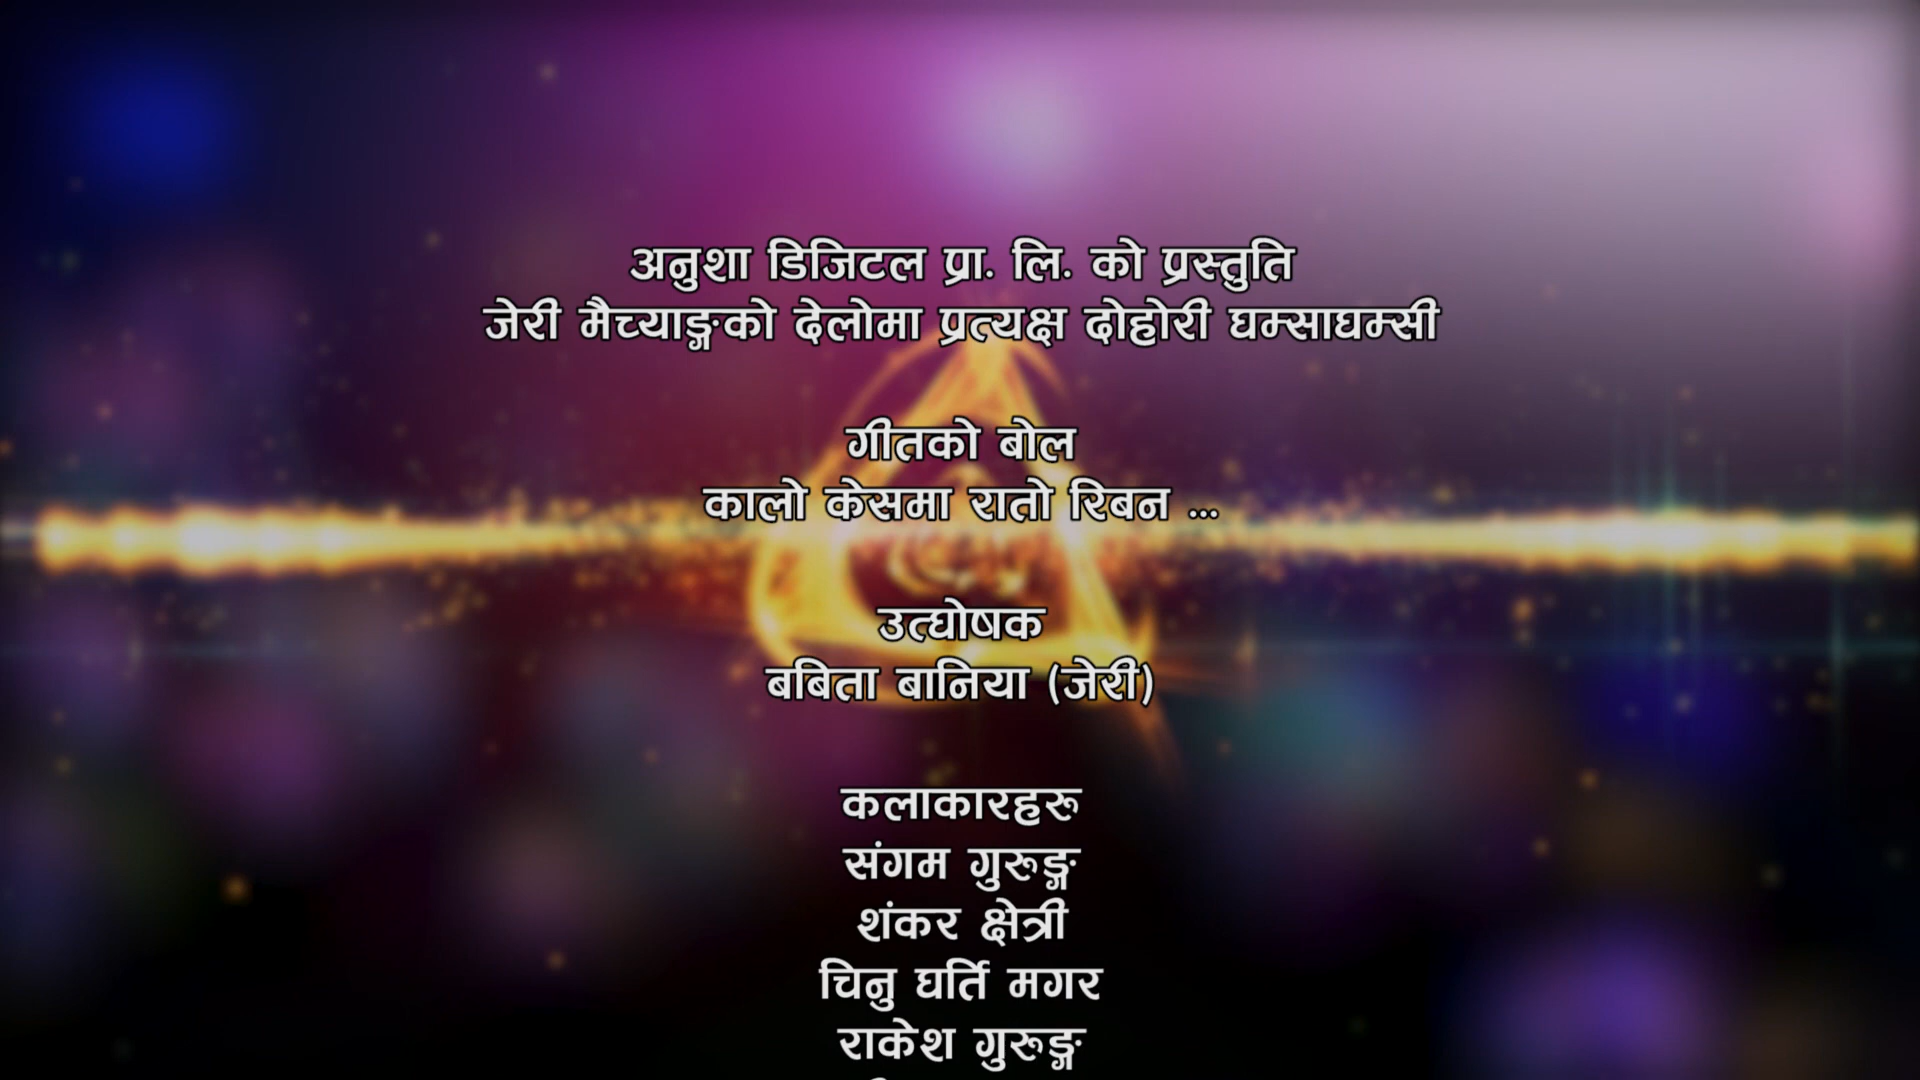 अनुशा डिजिटल प्रा. लि. को प्रस्तुति
जेरी मैच्याङ्गको देलोमा प्रत्यक्ष दोहोरी घम्साघम्सी
गीतको बोल
कालो केसमा रातो रिबन ...
उत्घोषक
बबिता बानिया (जेरी)
कलाकारहरू
संगम गुरुङ्ग
शंकर क्षेत्री
चिनु घर्ति मगर
राकेश गुरुङ्ग